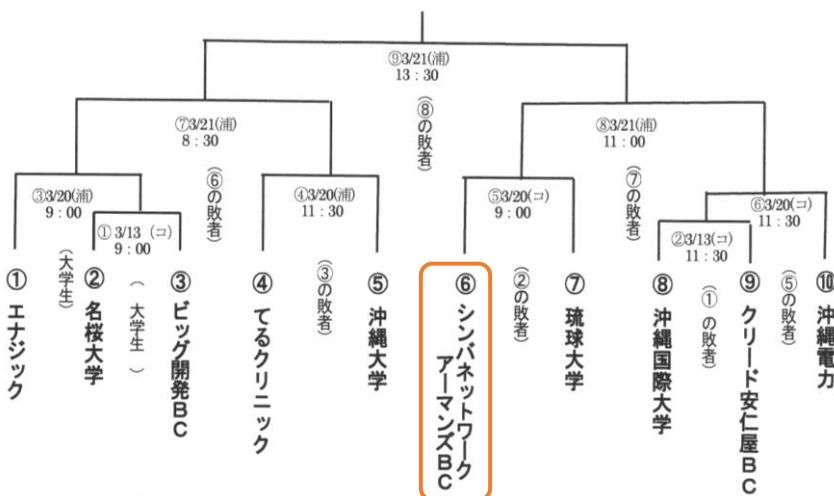 ⑨3/21(浦)
13：30
(⑧の敗者)
⑦3/21(浦)
8：30
(⑥の敗者)
⑧3/21(浦)
11：00
(⑦の敗者)
③3/20(浦)
9：00
④3/20(浦)
11：30
⑤3/20(コ)
9：00
⑥3/20(コ)
11：30
① 3/13 (コ)
9：00
②3/13(コ)
11：30
(大学生)
( 大学生 )
(③の敗者)
(②の敗者)
(①の敗者)
(⑤の敗者)
① エナジック
② 名桜大学
③ ビッグ開発BC
④ てるクリニック
⑤ 沖縄大学
⑥ シンバネットワーク
アーマンズBC
⑦ 琉球大学
⑧ 沖縄国際大学
⑨ クリード安仁屋BC
⑩ 沖縄電力